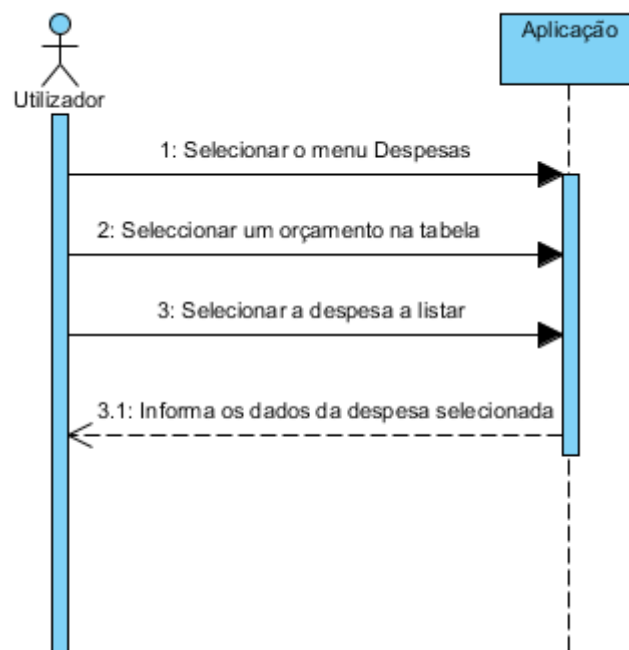 Aplicação
Utilizador
1: Selecionar o menu Despesas
2: Seleccionar um orçamento na tabela
3: Selecionar a despesa a listar
3.1: Informa os dados da despesa selecionada